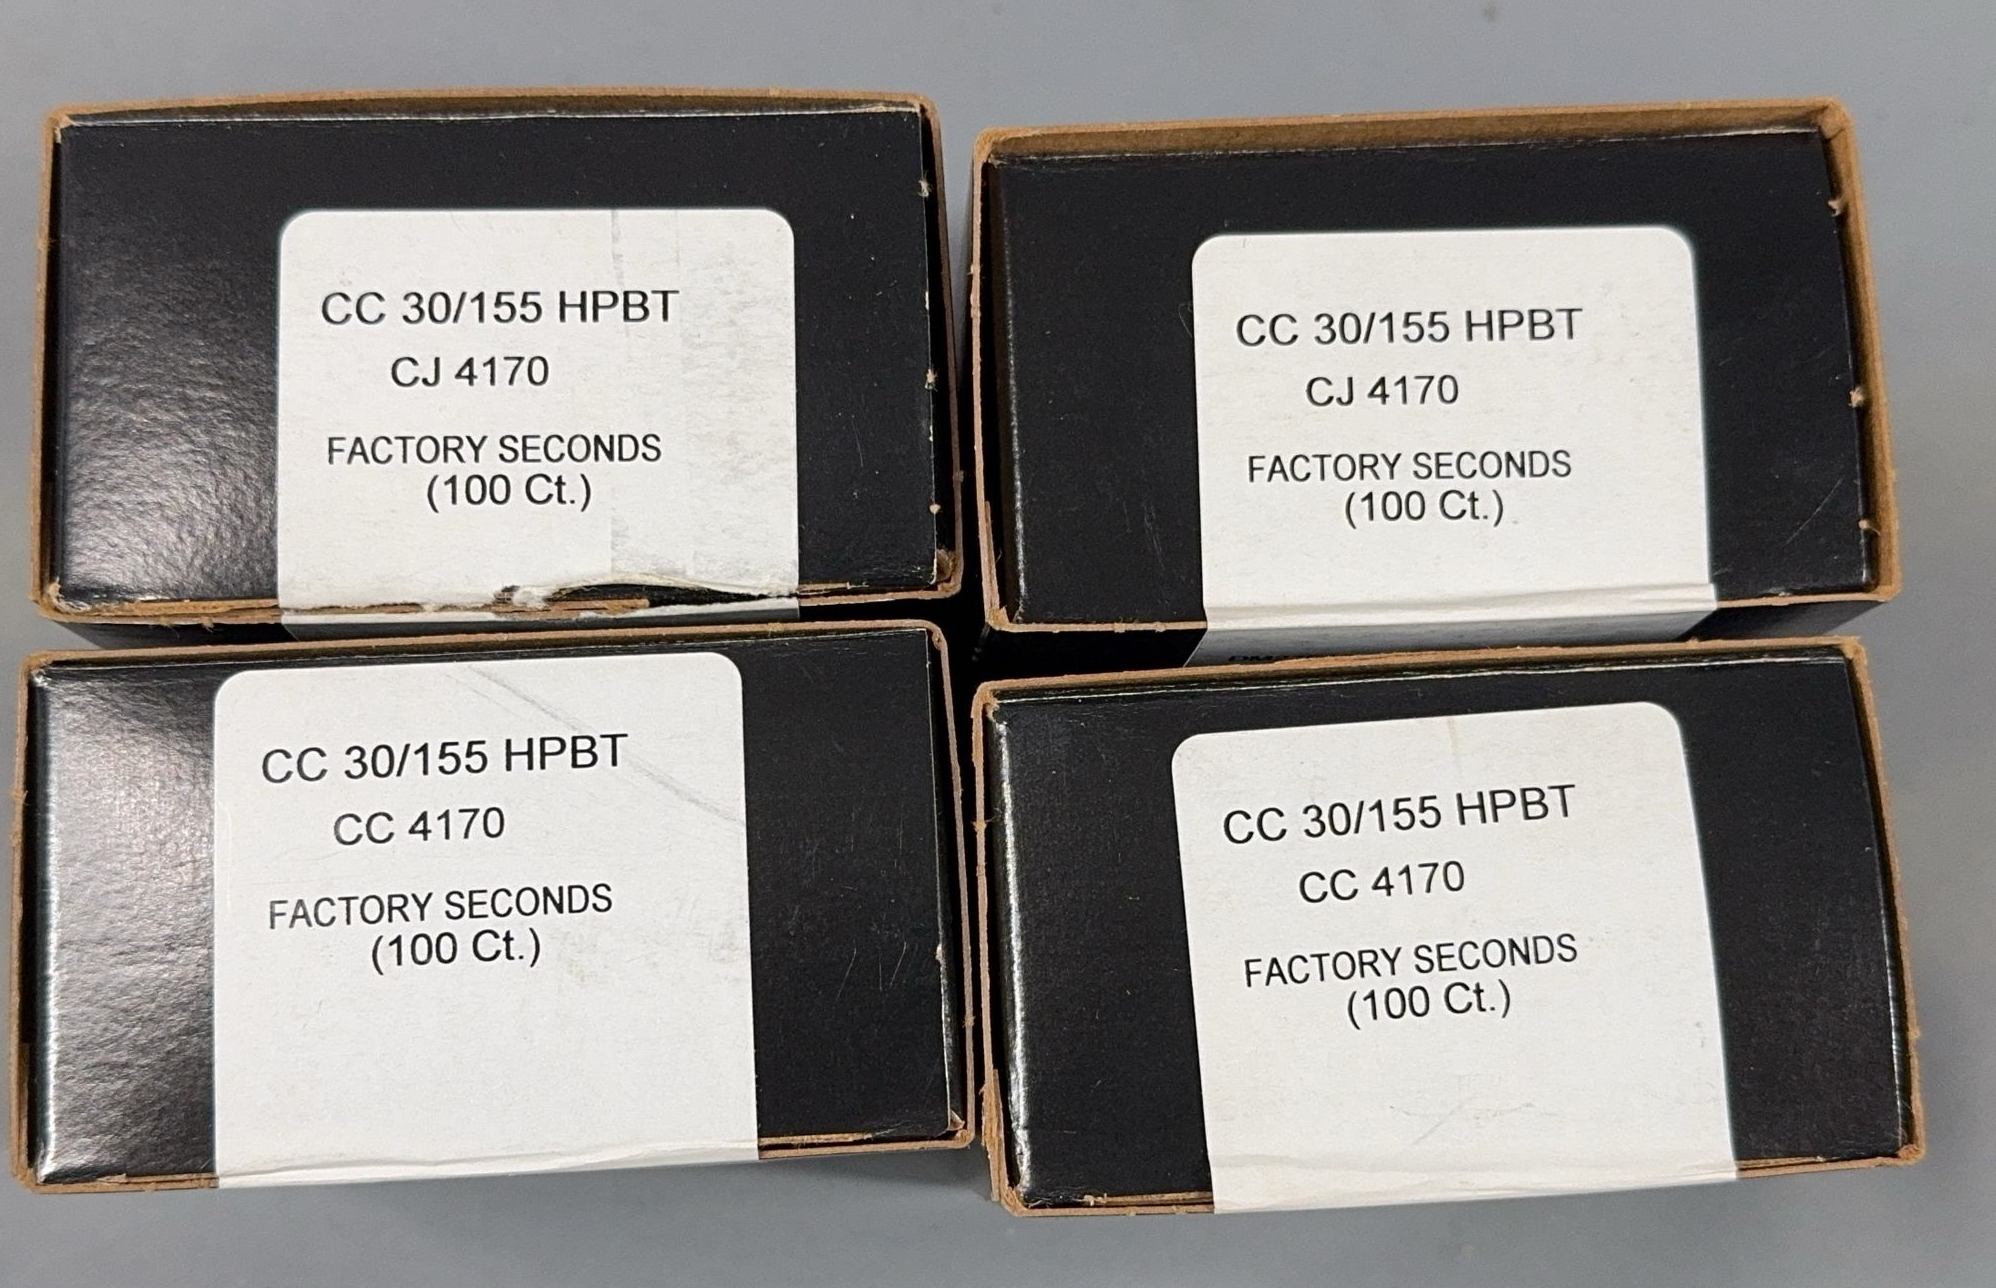 CC 30/155 HPBT
CJ 4170
FACTORY SECONDS
(100 Ct.)
CC 30/155 HPBT
CJ 4170
FACTORY SECONDS
(100 Ct.)
CC 30/155 HPBT
CC 4170
FACTORY SECONDS
(100 Ct.)
CC 30/155 HPBT
CC 4170
FACTORY SECONDS
(100 Ct.)